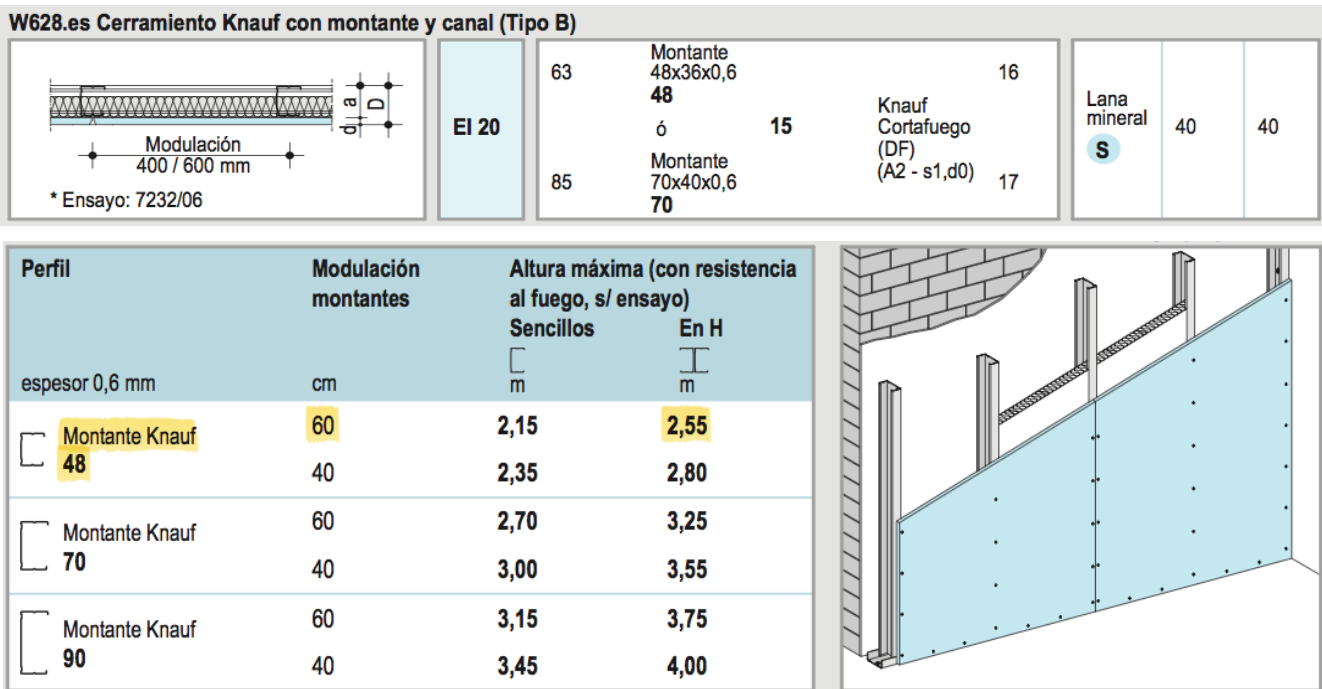 W628.es Cerramiento Knauf con montante y canal (Tipo B)
a
D
d
Modulación
400 / 600 mm
* Ensayo: 7232/06
EI 20
63
Montante
48x36x0,6
48
ó
85
Montante
70x40x0,6
70
15
Knauf
Cortafuego
(DF)
(A2 - s1,d0)
16
17
Lana
mineral
S
40
40
Perfil
Modulación
montantes
Altura máxima (con resistencia
al fuego, s/ ensayo)
Sencillos En H
espesor 0,6 mm cm m m
Montante Knauf
48
60 2,15 2,55
40 2,35 2,80
Montante Knauf
70
60 2,70 3,25
40 3,00 3,55
Montante Knauf
90
60 3,15 3,75
40 3,45 4,00